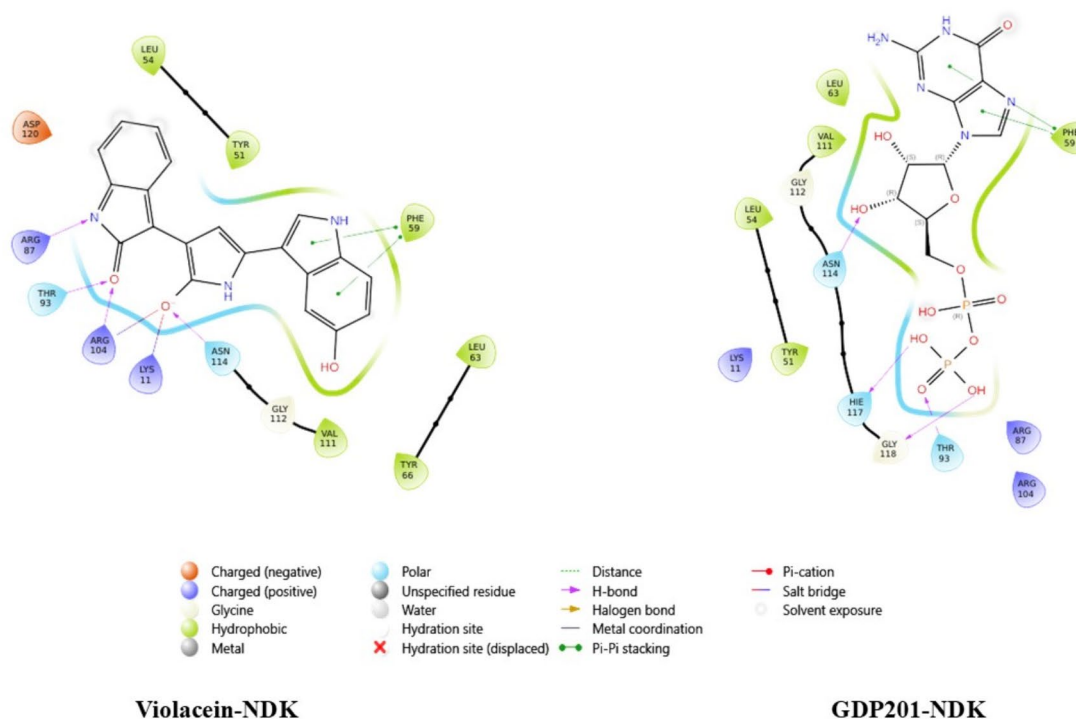 LEU
54
ASP
120
TYR
51
N
NH
PHE
59
ARG
87
O
THR
93
O⁻
NH
ARG
104
LYS
11
ASN
114
HO
LEU
63
GLY
112
VAL
111
TYR
66
O
NH
H₂N
LEU
63
N
N
VAL
111
N
PHE
59
HO
(S)
(R)
GLY
112
(R)
O
HO
LEU
54
(S)
ASN
114
O
HO
P
O
(R)
LYS
11
TYR
51
HO
O
P
O
OH
HIE
117
GLY
118
THR
93
ARG
87
ARG
104
Charged (negative)
Charged (positive)
Glycine
Hydrophobic
Metal
Polar
Unspecified residue
Water
Hydration site
Hydration site (displaced)
Distance
H-bond
Halogen bond
Metal coordination
Pi-Pi stacking
Pi-cation
Salt bridge
Solvent exposure
Violacein-NDK
GDP201-NDK